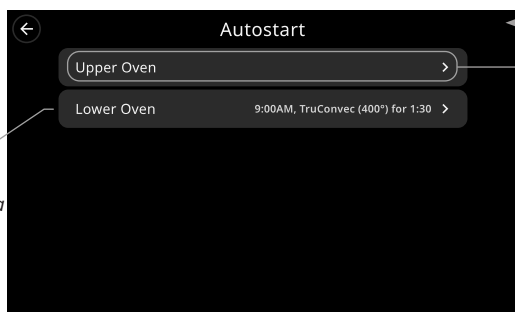 Autostart
Upper Oven
Lower Oven 9:00AM, TruConvec (400°) for 1:30
a